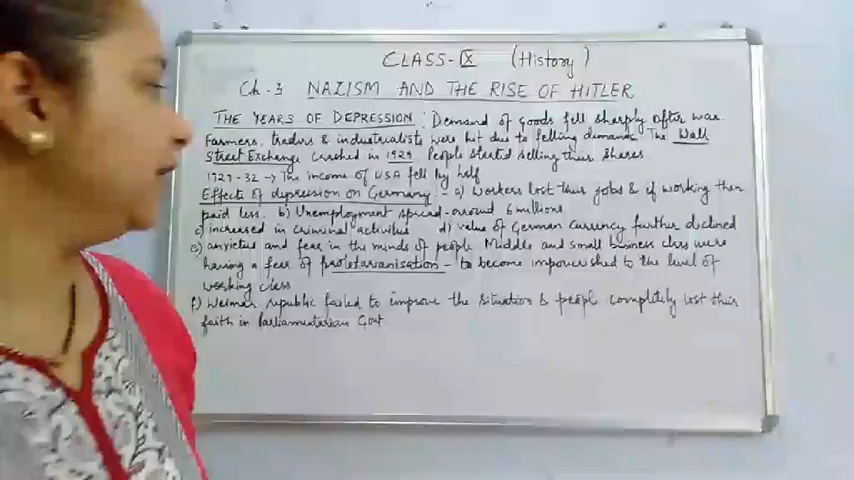 CLASS-IX (History)
Ch-3 NAZISM AND THE RISE OF HITLER
THE YEARS OF DEPRESSION : Demand of goods fell sharply after war.
Farmers, traders & industrialists were hit due to felling demands. The Wall
Street Exchange crashed in 1929 People started selling their shares
1929-32 → The income of USA fell by half
Effects of depression on Germany :- a) Workers lost their jobs & if working then
paid less. b) Unemployment spread-around 6 millions
c) increased in criminal activities d) value of German currency further declined
e) anxieties and fear in the minds of people Middle and small business class were
having a fear of proletarianisation - to become impoverished to the level of
working class
f) Weimar republic failed to improve the situation & people completely lost their
faith in Parliamentarian Govt